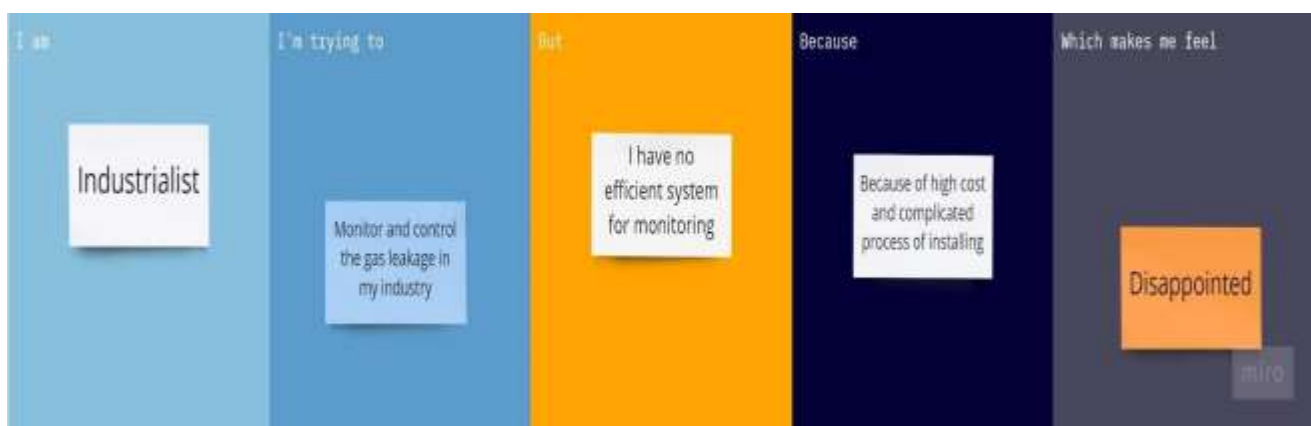 I am
Industrialist
I'm trying to
Monitor and control
the gas leakage in
my industry
But
I have no
efficient system
for monitoring
Because
Because of high cost
and complicated
process of installing
Which makes me feel
Disappointed
miro